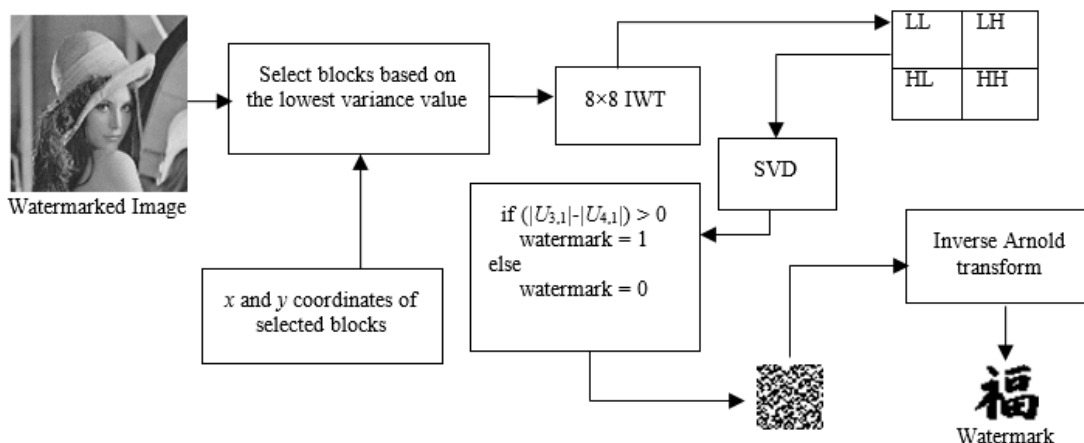 Watermarked Image
Select blocks based on
the lowest variance value
x and y coordinates of
selected blocks
8×8 IWT
LL LH
HL HH
SVD
if (|U3,1|-|U4,1|) > 0
watermark = 1
else
watermark = 0
Inverse Arnold
transform
福
Watermark